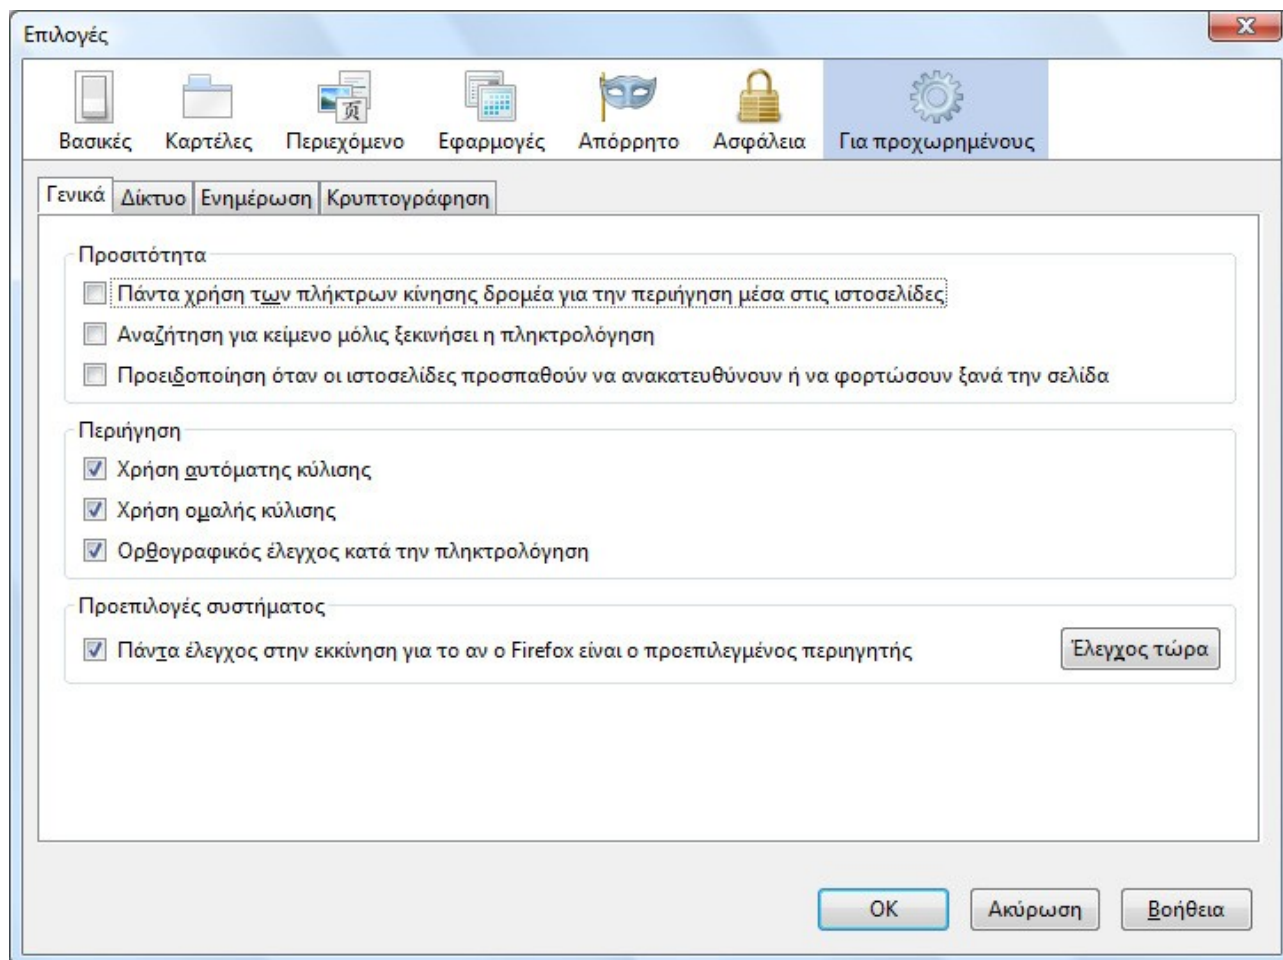 Επιλογές
Βασικές Καρτέλες Περιεχόμενο Εφαρμογές Απόρρητο Ασφάλεια Για προχωρημένους
Γενικά Δίκτυο Ενημέρωση Κρυπτογράφηση
Προσιτότητα
Πάντα χρήση των πλήκτρων κίνησης δρομέα για την περιήγηση μέσα στις ιστοσελίδες
Αναζήτηση για κείμενο μόλις ξεκινήσει η πληκτρολόγηση
Προειδοποίηση όταν οι ιστοσελίδες προσπαθούν να ανακατευθύνουν ή να φορτώσουν ξανά την σελίδα
Περιήγηση
Χρήση αυτόματης κύλισης
Χρήση ομαλής κύλισης
Ορθογραφικός έλεγχος κατά την πληκτρολόγηση
Προεπιλογές συστήματος
Πάντα έλεγχος στην εκκίνηση για το αν ο Firefox είναι ο προεπιλεγμένος περιηγητής Έλεγχος τώρα
OK Ακύρωση Βοήθεια